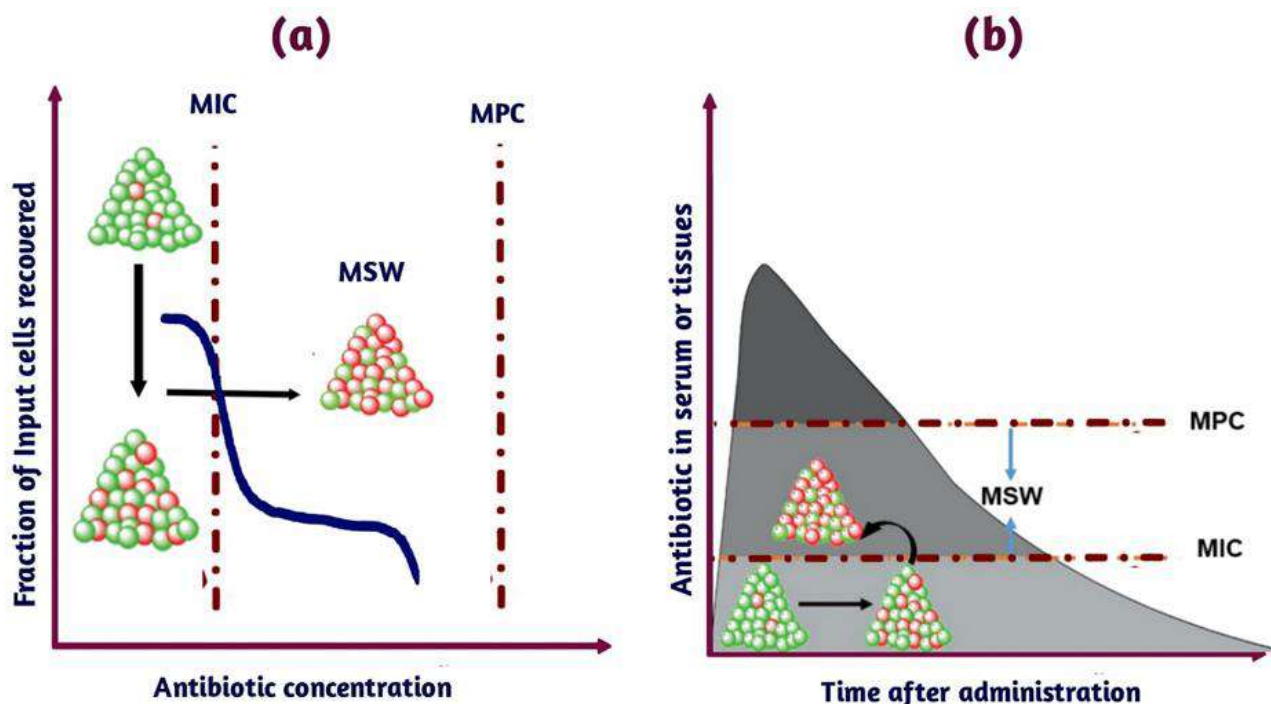 (a)
(b)
MIC
MPC
MSW
Fraction of Input cells recovered
Antibiotic concentration
Antibiotic in serum or tissues
MPC
MSW
MIC
Time after administration